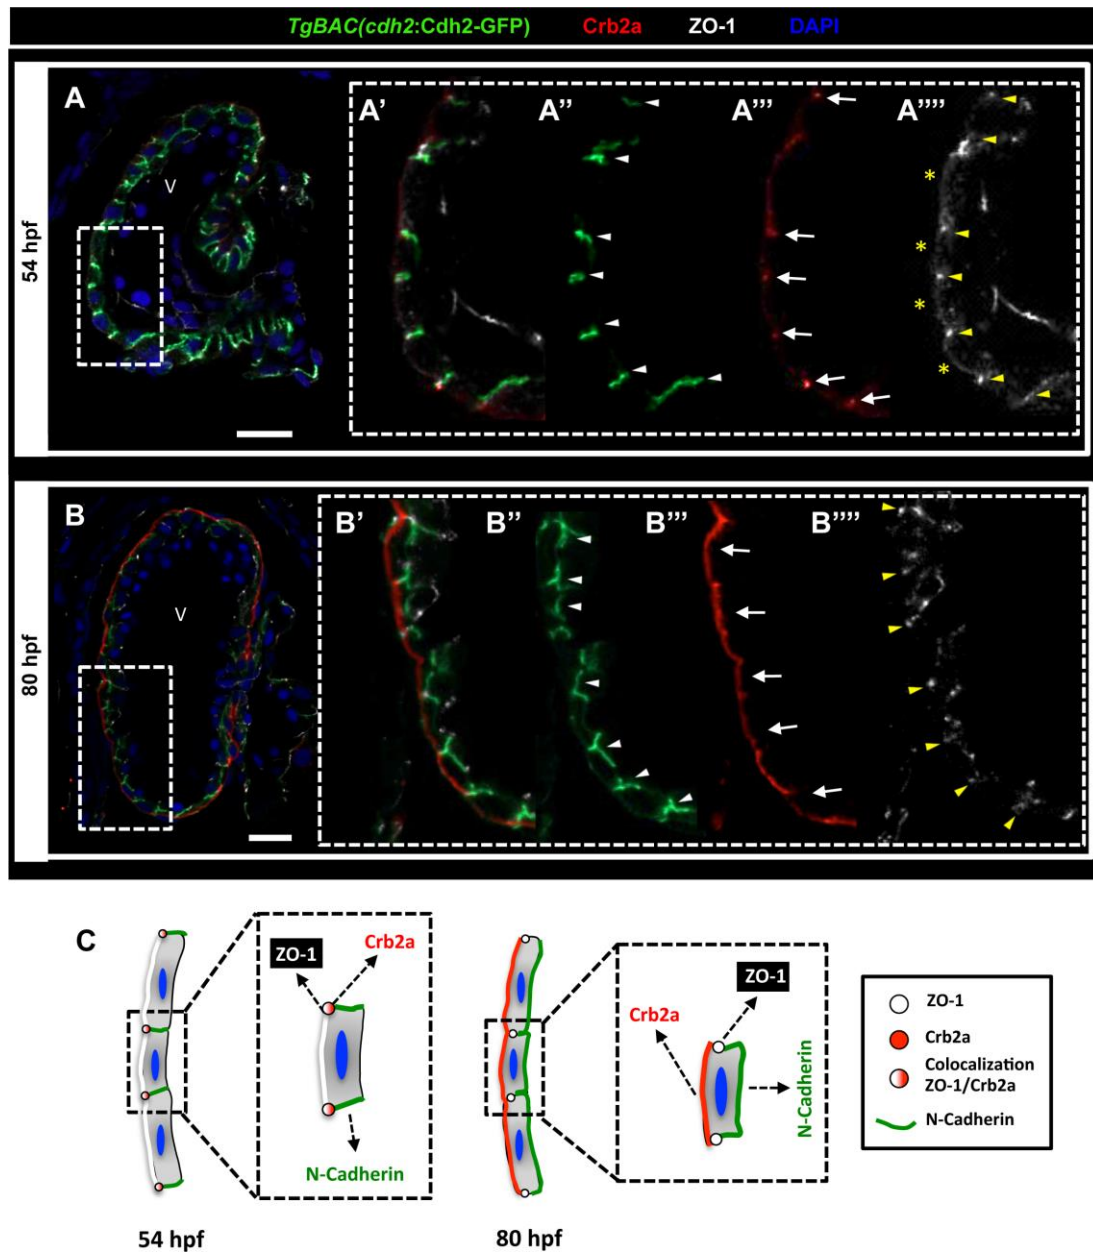 TgBAC(cdh2:Cdh2-GFP) Crb2a ZO-1 DAPI
54 hpf
A
V
A’
A’’
A’’’
A’’’’
*
*
*
*
80 hpf
B
V
B’
B’’
B’’’
B’’’’
C
ZO-1
Crb2a
N-Cadherin
54 hpf
Crb2a
ZO-1
N-Cadherin
80 hpf
ZO-1
Crb2a
Colocalization
ZO-1/Crb2a
N-Cadherin